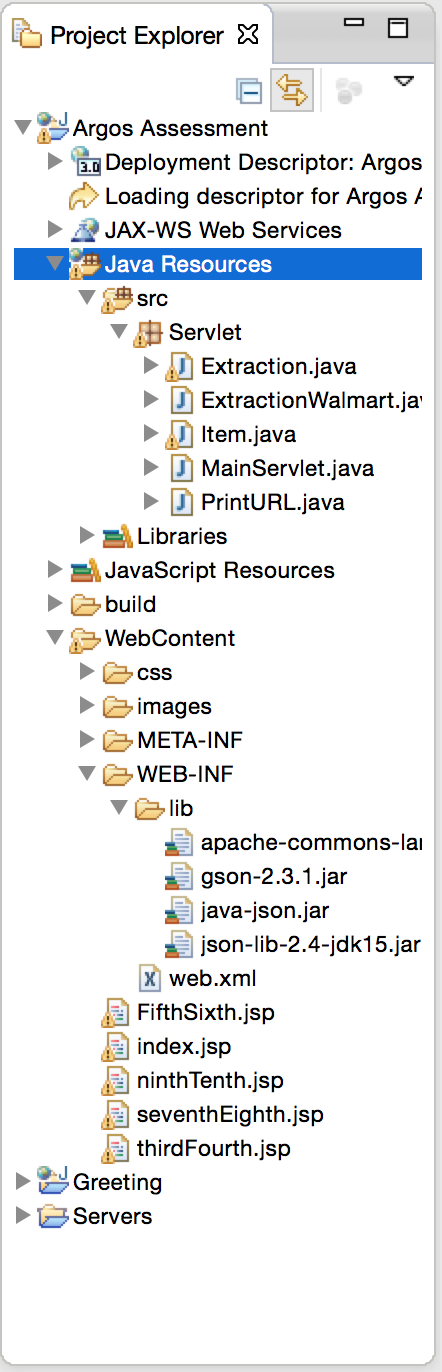 Project Explorer
Argos Assessment
3.0
Deployment Descriptor: Argos
Loading descriptor for Argos A
JAX-WS Web Services
Java Resources
src
Servlet
Extraction.java
ExtractionWalmart.jav
Item.java
MainServlet.java
PrintURL.java
Libraries
JavaScript Resources
build
WebContent
css
images
META-INF
WEB-INF
lib
apache-commons-lan
gson-2.3.1.jar
java-json.jar
json-lib-2.4-jdk15.jar
web.xml
FifthSixth.jsp
index.jsp
ninthTenth.jsp
seventhEighth.jsp
thirdFourth.jsp
Greeting
Servers